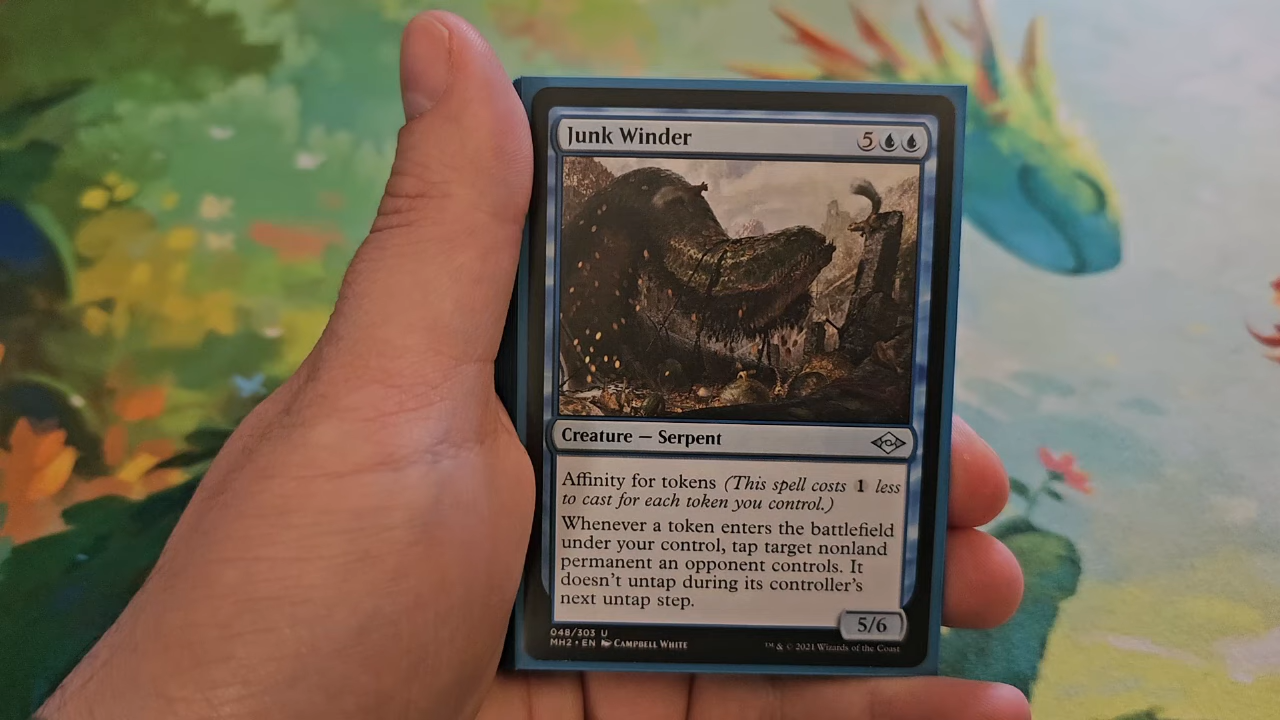 Junk Winder 5
Creature — Serpent
Affinity for tokens (This spell costs 1 less
to cast for each token you control.)
Whenever a token enters the battlefield
under your control, tap target nonland
permanent an opponent controls. It
doesn't untap during its controller's
next untap step.
5/6
048/303 U
MH2 • EN CAMPBELL WHITE
™ & © 2021 Wizards of the Coast